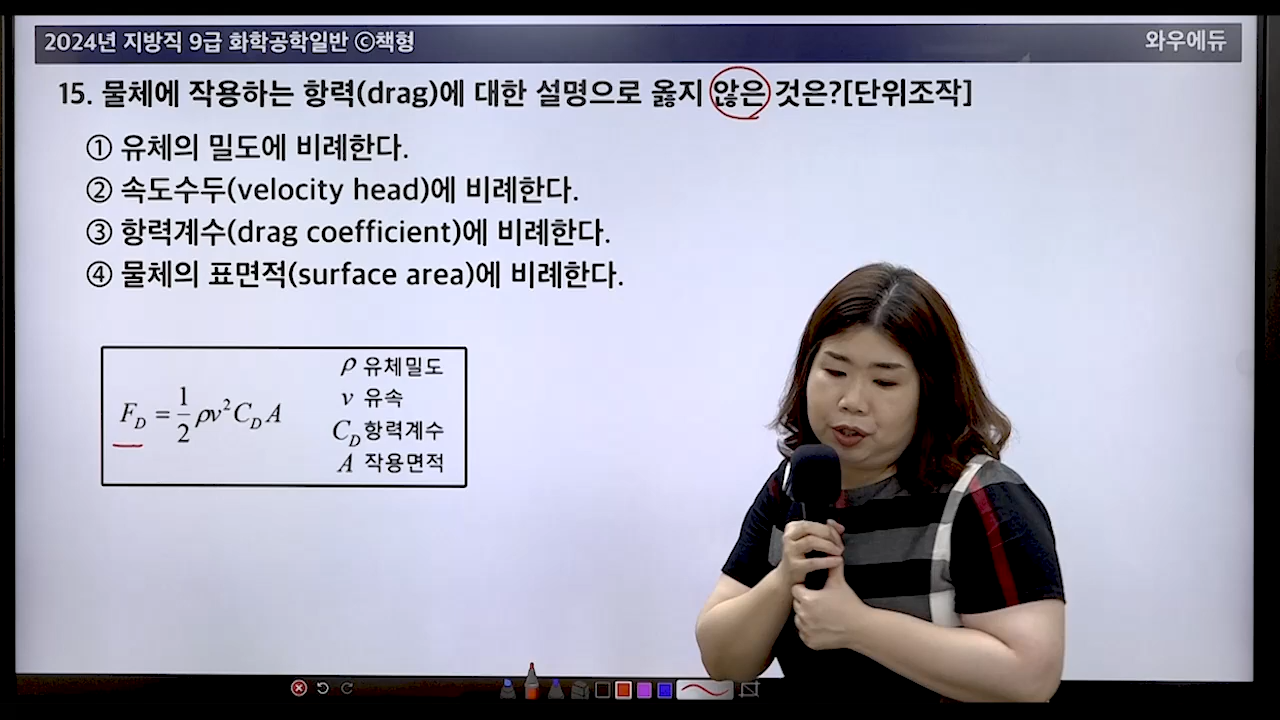 2024년 지방직 9급 화학공학일반 ⓒ책형
와우에듀
15. 물체에 작용하는 항력(drag)에 대한 설명으로 옳지 않은 것은?[단위조작]
① 유체의 밀도에 비례한다.
② 속도수두(velocity head)에 비례한다.
③ 항력계수(drag coefficient)에 비례한다.
④ 물체의 표면적(surface area)에 비례한다.
F_D = 1/2 ρv²C_D A
ρ 유체밀도
v 유속
C_D 항력계수
A 작용면적